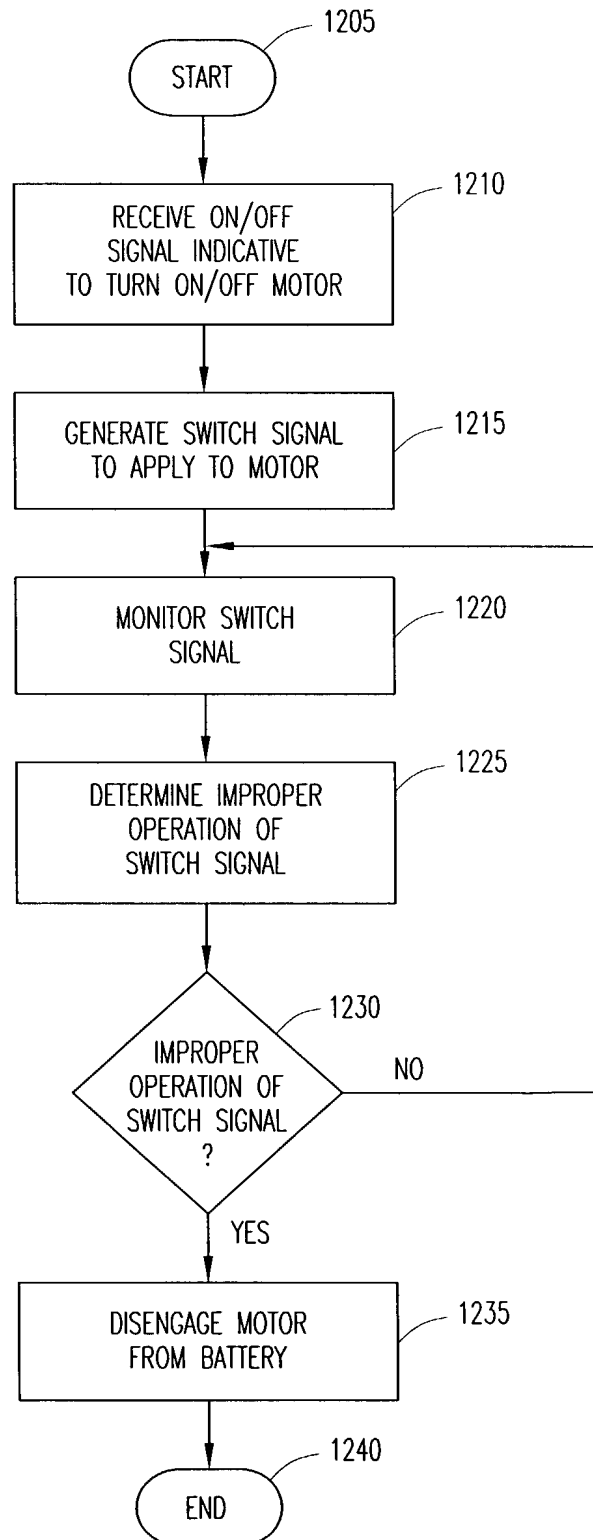 1205
START
1210
RECEIVE ON/OFF
SIGNAL INDICATIVE
TO TURN ON/OFF MOTOR
1215
GENERATE SWITCH SIGNAL
TO APPLY TO MOTOR
1220
MONITOR SWITCH
SIGNAL
1225
DETERMINE IMPROPER
OPERATION OF
SWITCH SIGNAL
1230
IMPROPER
OPERATION OF
SWITCH SIGNAL
?
NO
YES
1235
DISENGAGE MOTOR
FROM BATTERY
1240
END